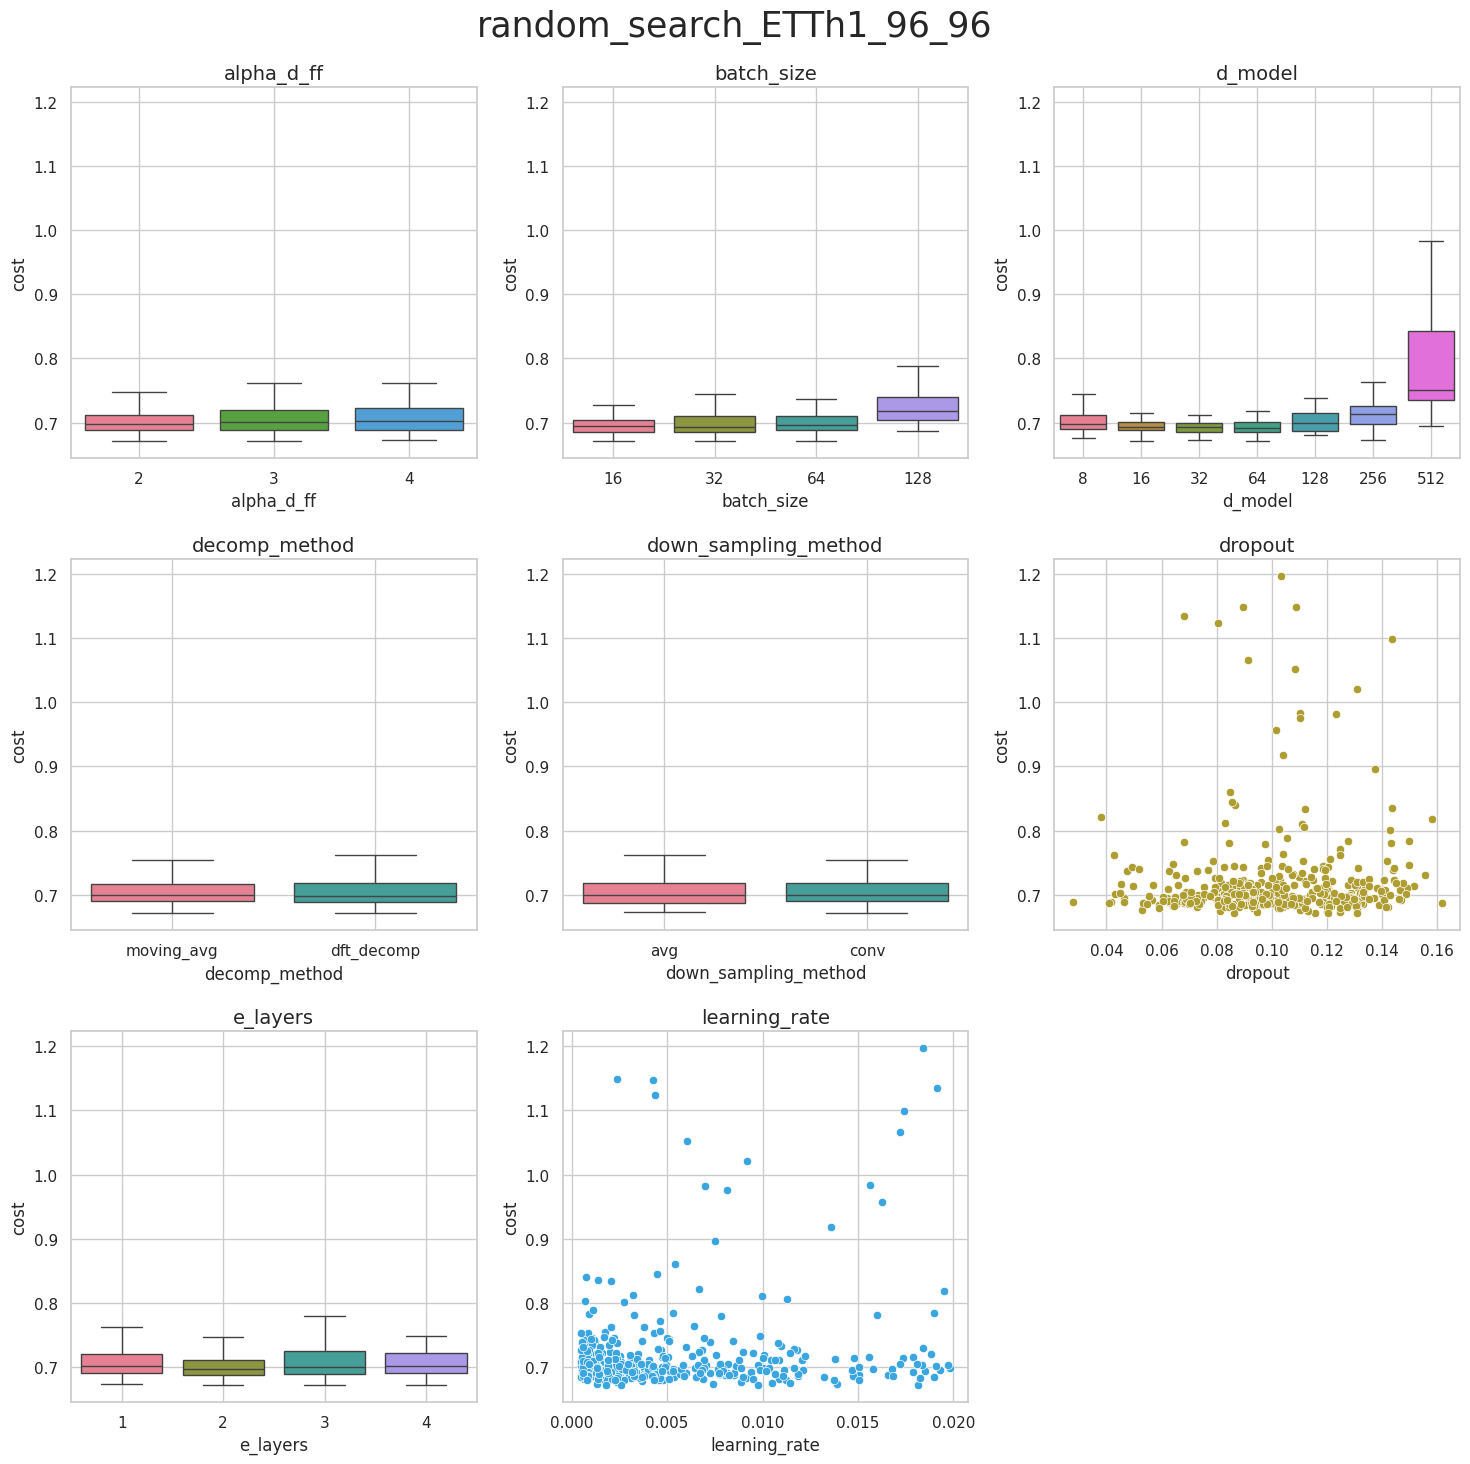 random_search_ETTh1_96_96
alpha_d_ff
1.2
1.1
1.0
0.9
0.8
0.7
cost
2 3 4
alpha_d_ff
batch_size
1.2
1.1
1.0
0.9
0.8
0.7
cost
16 32 64 128
batch_size
d_model
1.2
1.1
1.0
0.9
0.8
0.7
cost
8 16 32 64 128 256 512
d_model
decomp_method
1.2
1.1
1.0
0.9
0.8
0.7
cost
moving_avg dft_decomp
decomp_method
down_sampling_method
1.2
1.1
1.0
0.9
0.8
0.7
cost
avg conv
down_sampling_method
dropout
1.2
1.1
1.0
0.9
0.8
0.7
cost
0.04 0.06 0.08 0.10 0.12 0.14 0.16
dropout
e_layers
1.2
1.1
1.0
0.9
0.8
0.7
cost
1 2 3 4
e_layers
learning_rate
1.2
1.1
1.0
0.9
0.8
0.7
cost
0.000 0.005 0.010 0.015 0.020
learning_rate